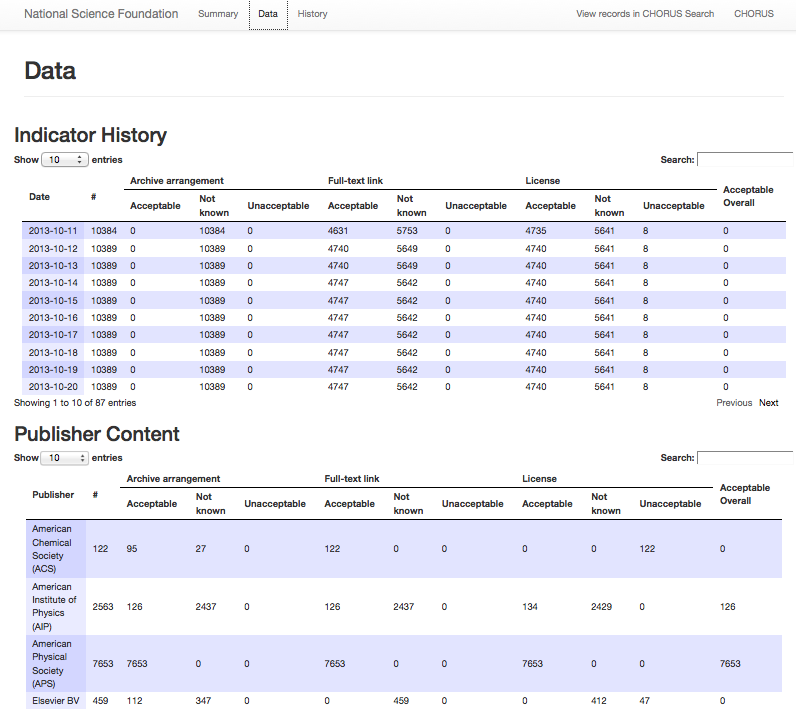 National Science Foundation Summary Data History View records in CHORUS Search CHORUS
Data
Indicator History
Show 10 entries Search:
Archive arrangement Full-text link License
Date # Acceptable Not known Unacceptable Acceptable Not known Unacceptable Acceptable Not known Unacceptable Acceptable Overall
2013-10-11 10384 0 10384 0 4631 5753 0 4735 5641 8 0
2013-10-12 10389 0 10389 0 4740 5649 0 4740 5641 8 0
2013-10-13 10389 0 10389 0 4740 5649 0 4740 5641 8 0
2013-10-14 10389 0 10389 0 4747 5642 0 4740 5641 8 0
2013-10-15 10389 0 10389 0 4747 5642 0 4740 5641 8 0
2013-10-16 10389 0 10389 0 4747 5642 0 4740 5641 8 0
2013-10-17 10389 0 10389 0 4747 5642 0 4740 5641 8 0
2013-10-18 10389 0 10389 0 4747 5642 0 4740 5641 8 0
2013-10-19 10389 0 10389 0 4747 5642 0 4740 5641 8 0
2013-10-20 10389 0 10389 0 4747 5642 0 4740 5641 8 0
Showing 1 to 10 of 87 entries Previous Next
Publisher Content
Show 10 entries Search:
Archive arrangement Full-text link License
Publisher # Acceptable Not known Unacceptable Acceptable Not known Unacceptable Acceptable Not known Unacceptable Acceptable Overall
American Chemical Society (ACS) 122 95 27 0 122 0 0 0 0 122 0
American Institute of Physics (AIP) 2563 126 2437 0 126 2437 0 134 2429 0 126
American Physical Society (APS) 7653 7653 0 0 7653 0 0 7653 0 0 7653
Elsevier BV 459 112 347 0 0 459 0 0 412 47 0